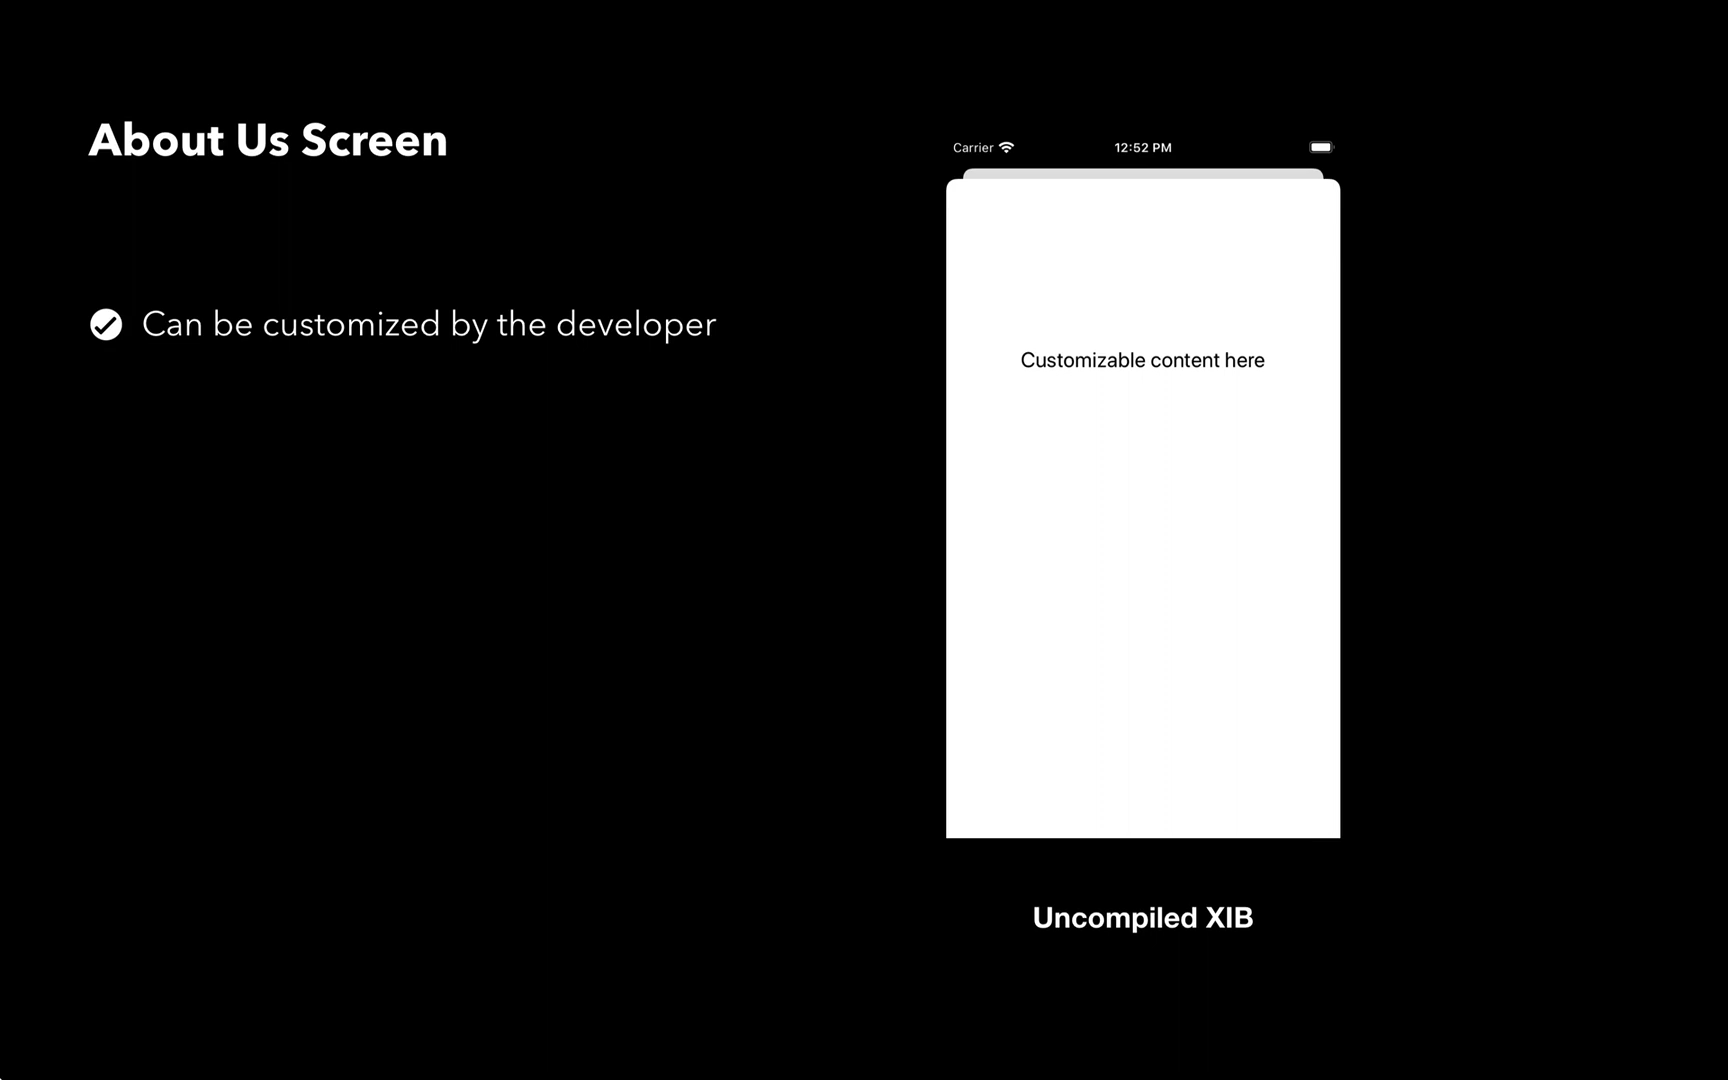 About Us Screen
Can be customized by the developer
Carrier
12:52 PM
Customizable content here
Uncompiled XIB